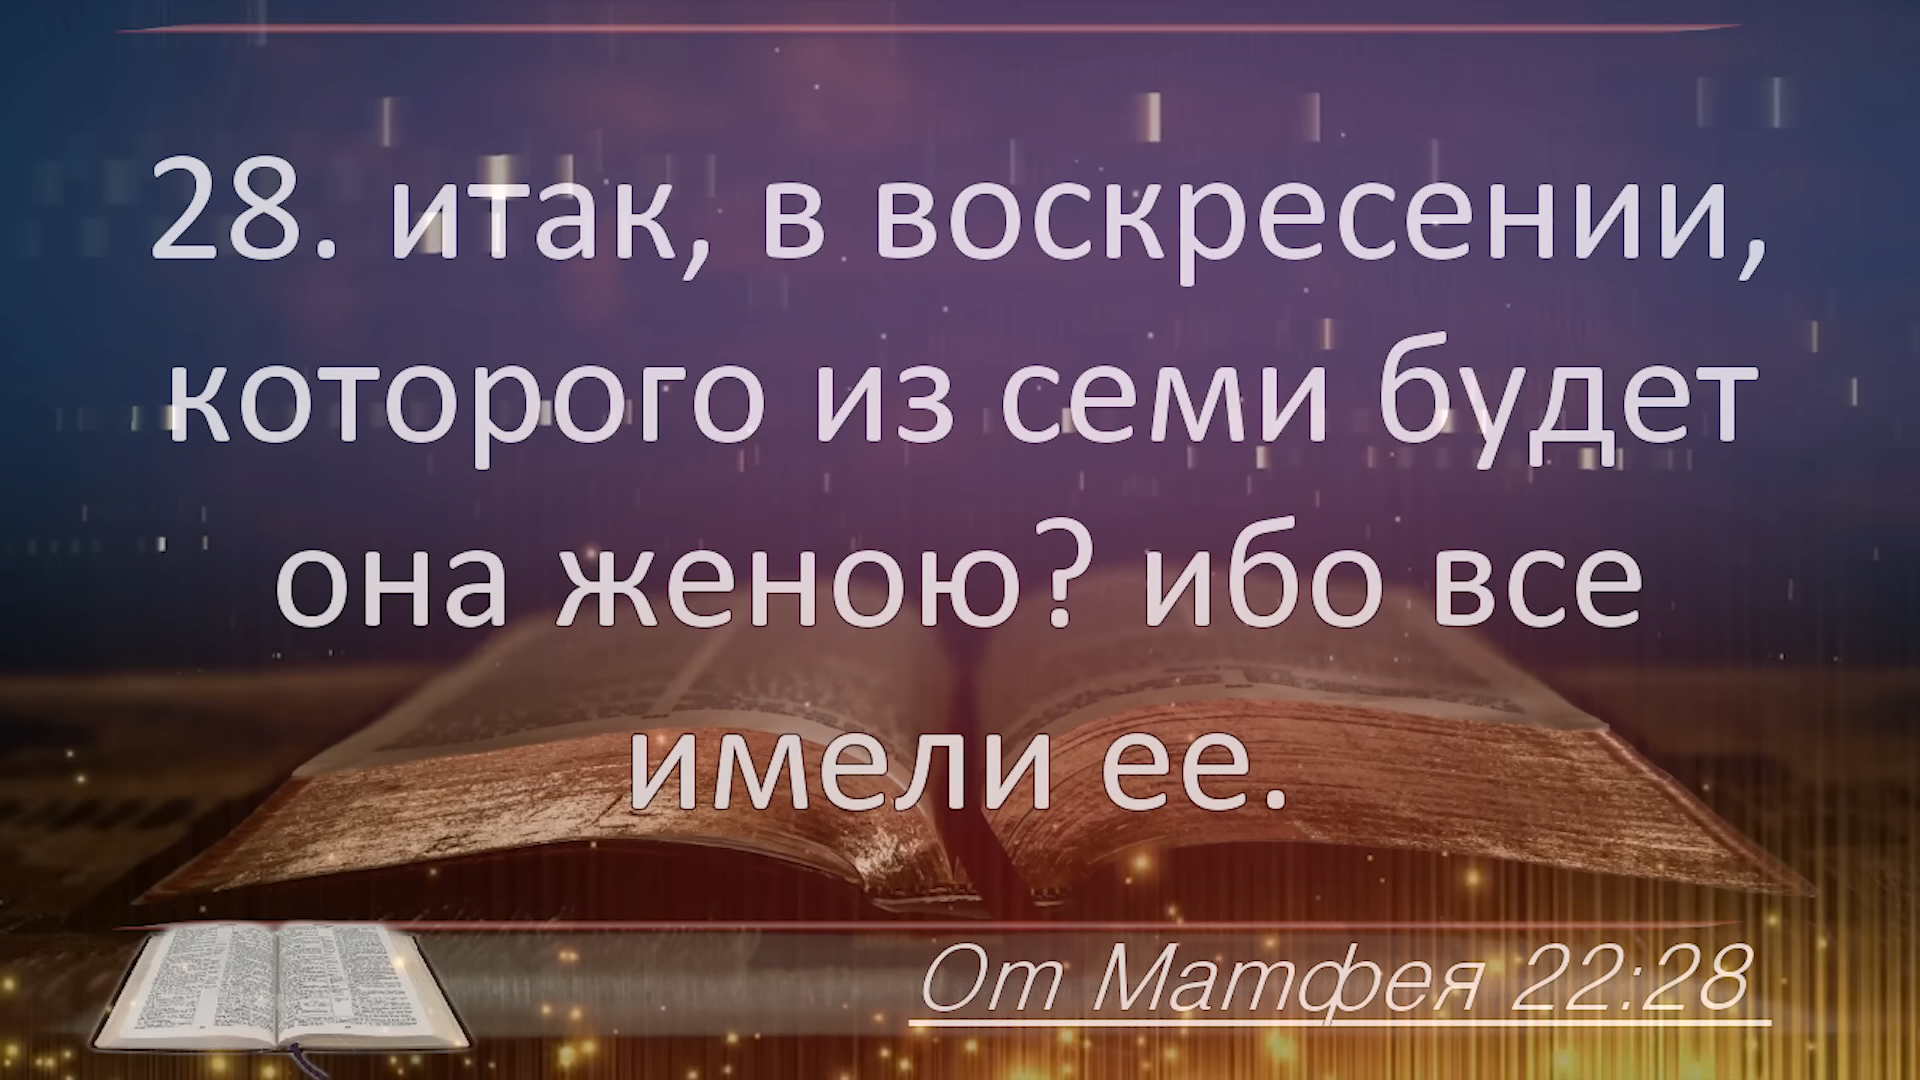 28. итак, в воскресении,
которого из семи будет
она женою? ибо все
имели ее.
От Матфея 22:28